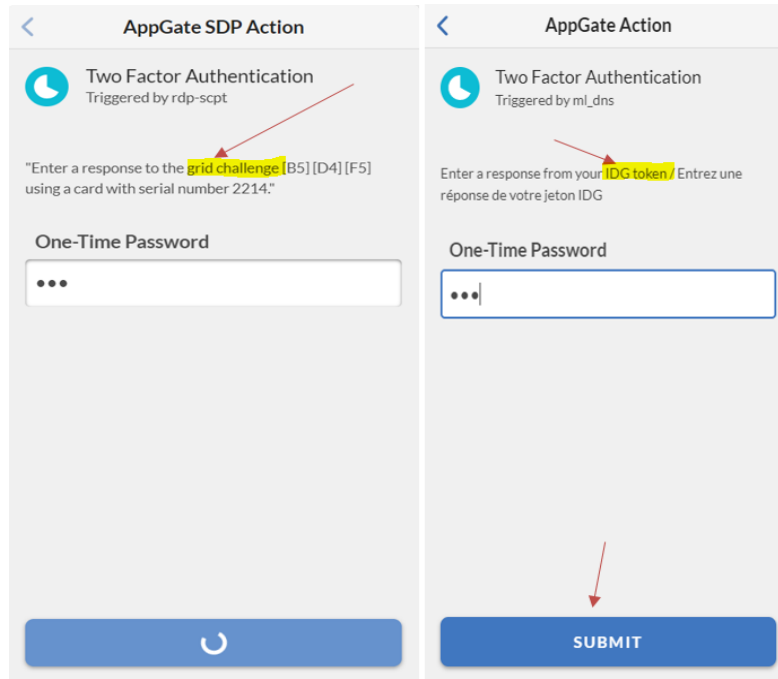 AppGate SDP Action
Two Factor Authentication
Triggered by rdp-scpt
"Enter a response to the grid challenge [B5] [D4] [F5]
using a card with serial number 2214."
One-Time Password
AppGate Action
Two Factor Authentication
Triggered by ml_dns
Enter a response from your IDG token / Entrez une
réponse de votre jeton IDG
One-Time Password
SUBMIT